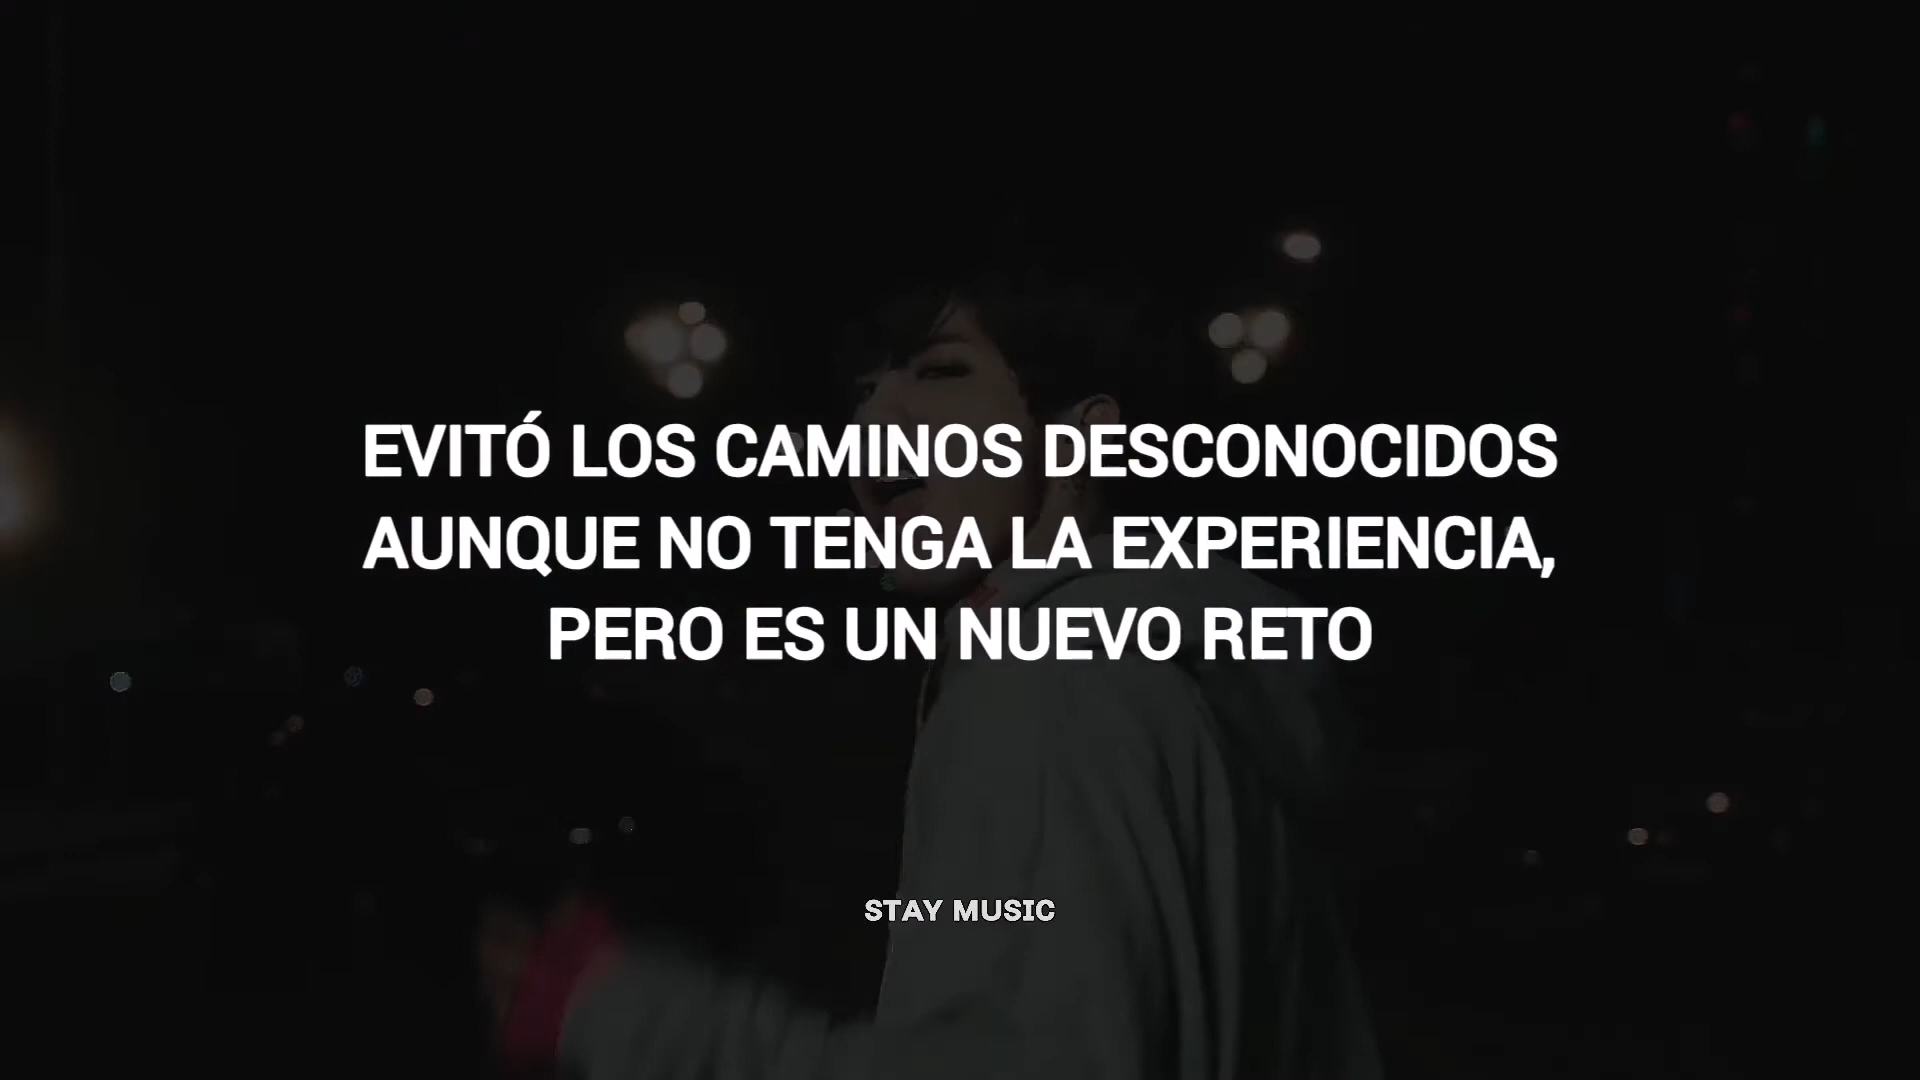 EVITÓ LOS CAMINOS DESCONOCIDOS
AUNQUE NO TENGA LA EXPERIENCIA,
PERO ES UN NUEVO RETO
STAY MUSIC